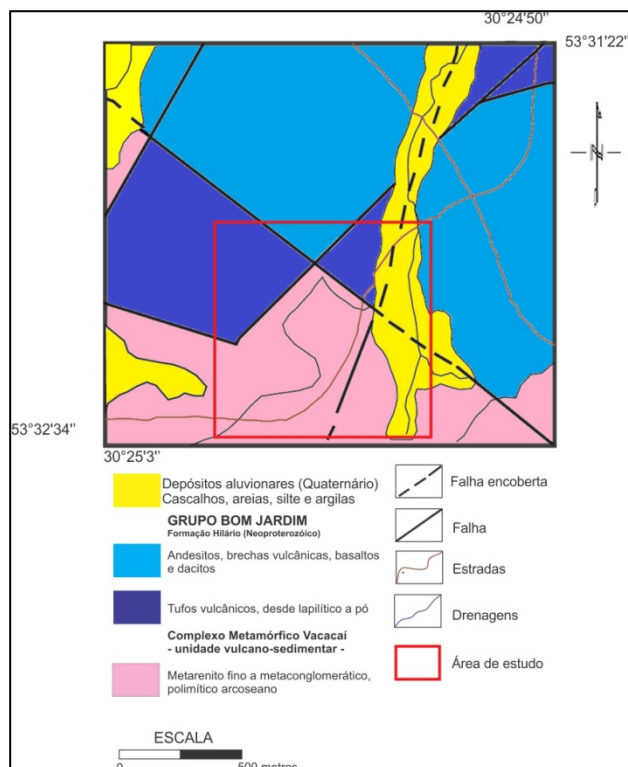 30°24'50''
53°31'22''
N
53°32'34''
30°25'3''
Depósitos aluvionares (Quaternário)
Cascalhos, areias, silte e argilas
GRUPO BOM JARDIM
Formação Hilário (Neoproterozóico)
Andesitos, brechas vulcânicas, basaltos
e dacitos
Tufos vulcânicos, desde lapilítico a pó
Complexo Metamórfico Vacacaí
- unidade vulcano-sedimentar -
Metarenito fino a metaconglomerático,
polimítico arcoseano
Falha encoberta
Falha
Estradas
Drenagens
Área de estudo
ESCALA
0 500 metros